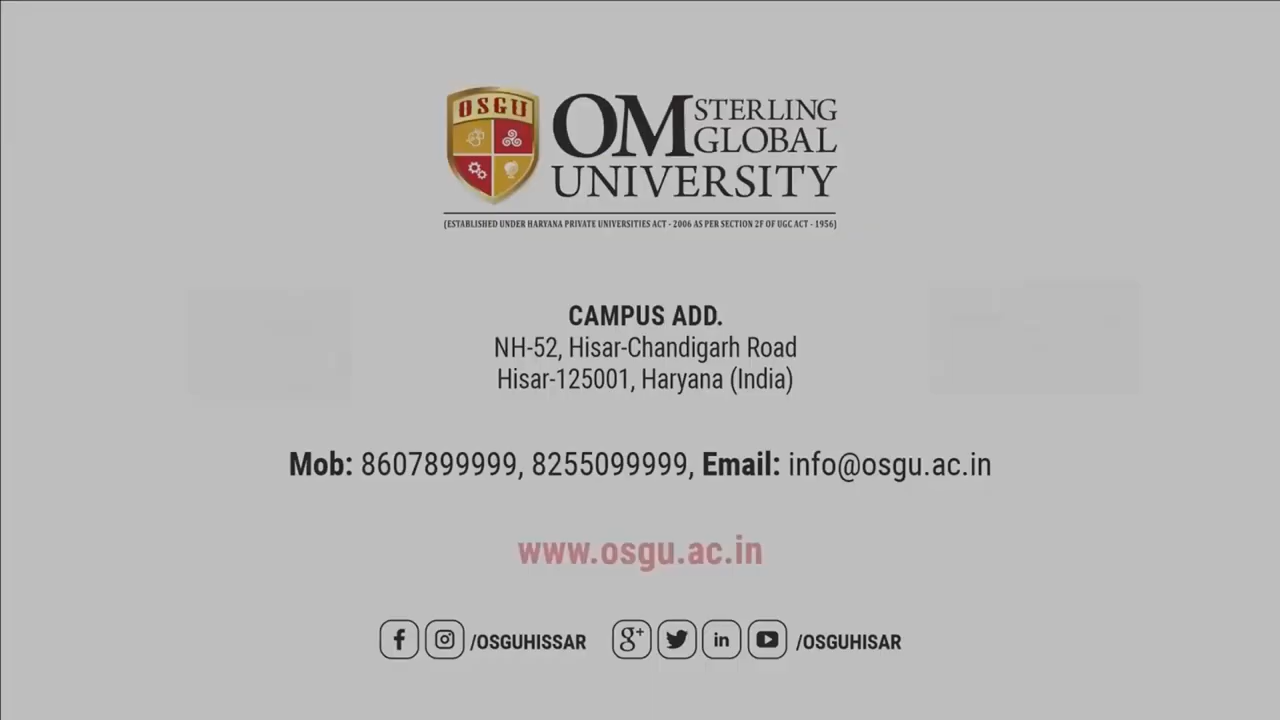 OSGU
OM STERLING
GLOBAL
UNIVERSITY
(ESTABLISHED UNDER HARYANA PRIVATE UNIVERSITIES ACT - 2006 AS PER SECTION 2F OF UGC ACT - 1956)
CAMPUS ADD.
NH-52, Hisar-Chandigarh Road
Hisar-125001, Haryana (India)
Mob: 8607899999, 8255099999, Email: info@osgu.ac.in
www.osgu.ac.in
/OSGUHISSAR /OSGUHISAR